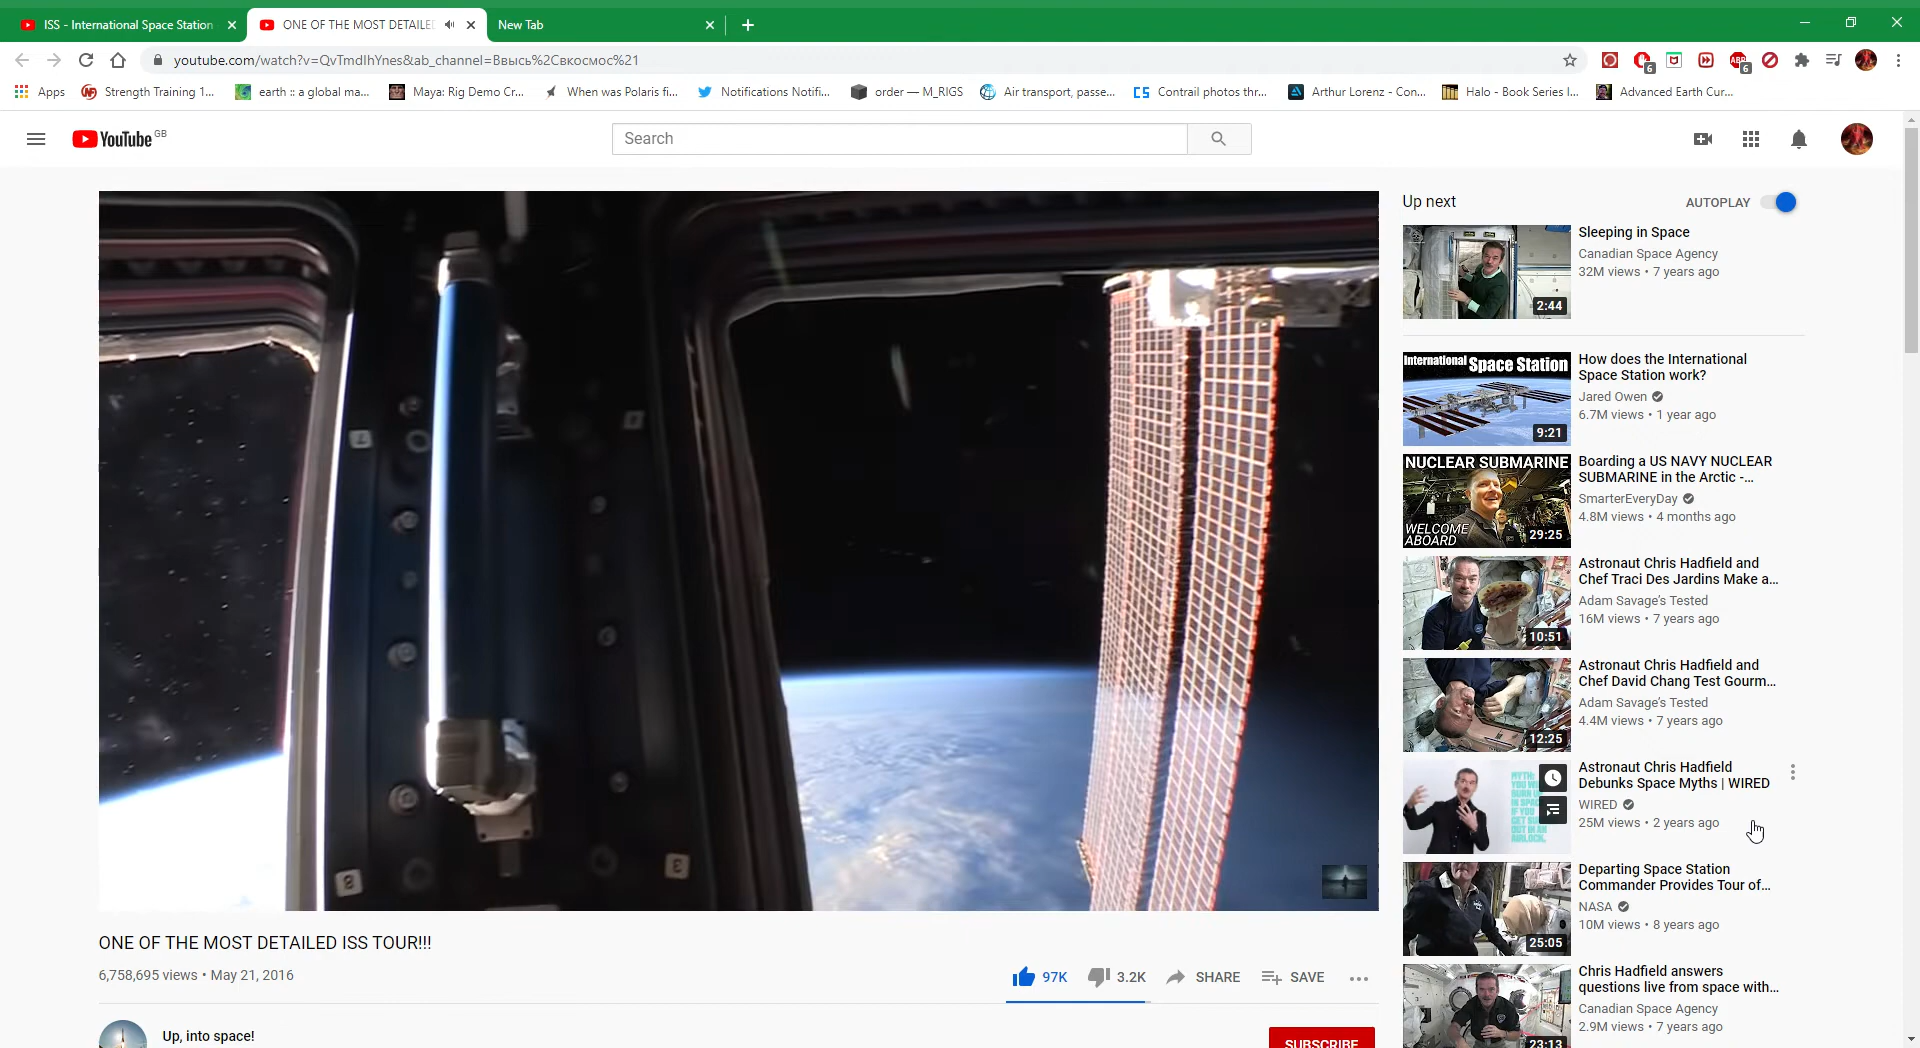 ISS - International Space Station
ONE OF THE MOST DETAILED
New Tab
youtube.com/watch?v=QvTmdIhYnes&ab_channel=Ввысь%2Cвкосмос%21
6
6
Apps
Strength Training 1...
earth :: a global ma...
Maya: Rig Demo Cr...
When was Polaris fi...
Notifications Notifi...
order — M_RIGS
Air transport, passe...
Contrail photos thr...
Arthur Lorenz - Con...
Halo - Book Series I...
Advanced Earth Cur...
YouTube GB
Search
Up next
AUTOPLAY
Sleeping in Space
Canadian Space Agency
32M views • 7 years ago
2:44
International Space Station
9:21
How does the International
Space Station work?
Jared Owen
6.7M views • 1 year ago
NUCLEAR SUBMARINE
WELCOME
ABOARD
29:25
Boarding a US NAVY NUCLEAR
SUBMARINE in the Arctic -...
SmarterEveryDay
4.8M views • 4 months ago
10:51
Astronaut Chris Hadfield and
Chef Traci Des Jardins Make a...
Adam Savage's Tested
16M views • 7 years ago
12:25
Astronaut Chris Hadfield and
Chef David Chang Test Gourm...
Adam Savage's Tested
4.4M views • 7 years ago
Astronaut Chris Hadfield
Debunks Space Myths | WIRED
WIRED
25M views • 2 years ago
25:05
Departing Space Station
Commander Provides Tour of...
NASA
10M views • 8 years ago
23:13
Chris Hadfield answers
questions live from space with...
Canadian Space Agency
2.9M views • 7 years ago
ONE OF THE MOST DETAILED ISS TOUR!!!
6,758,695 views • May 21, 2016
97K
3.2K
SHARE
SAVE
Up, into space!
SUBSCRIBE